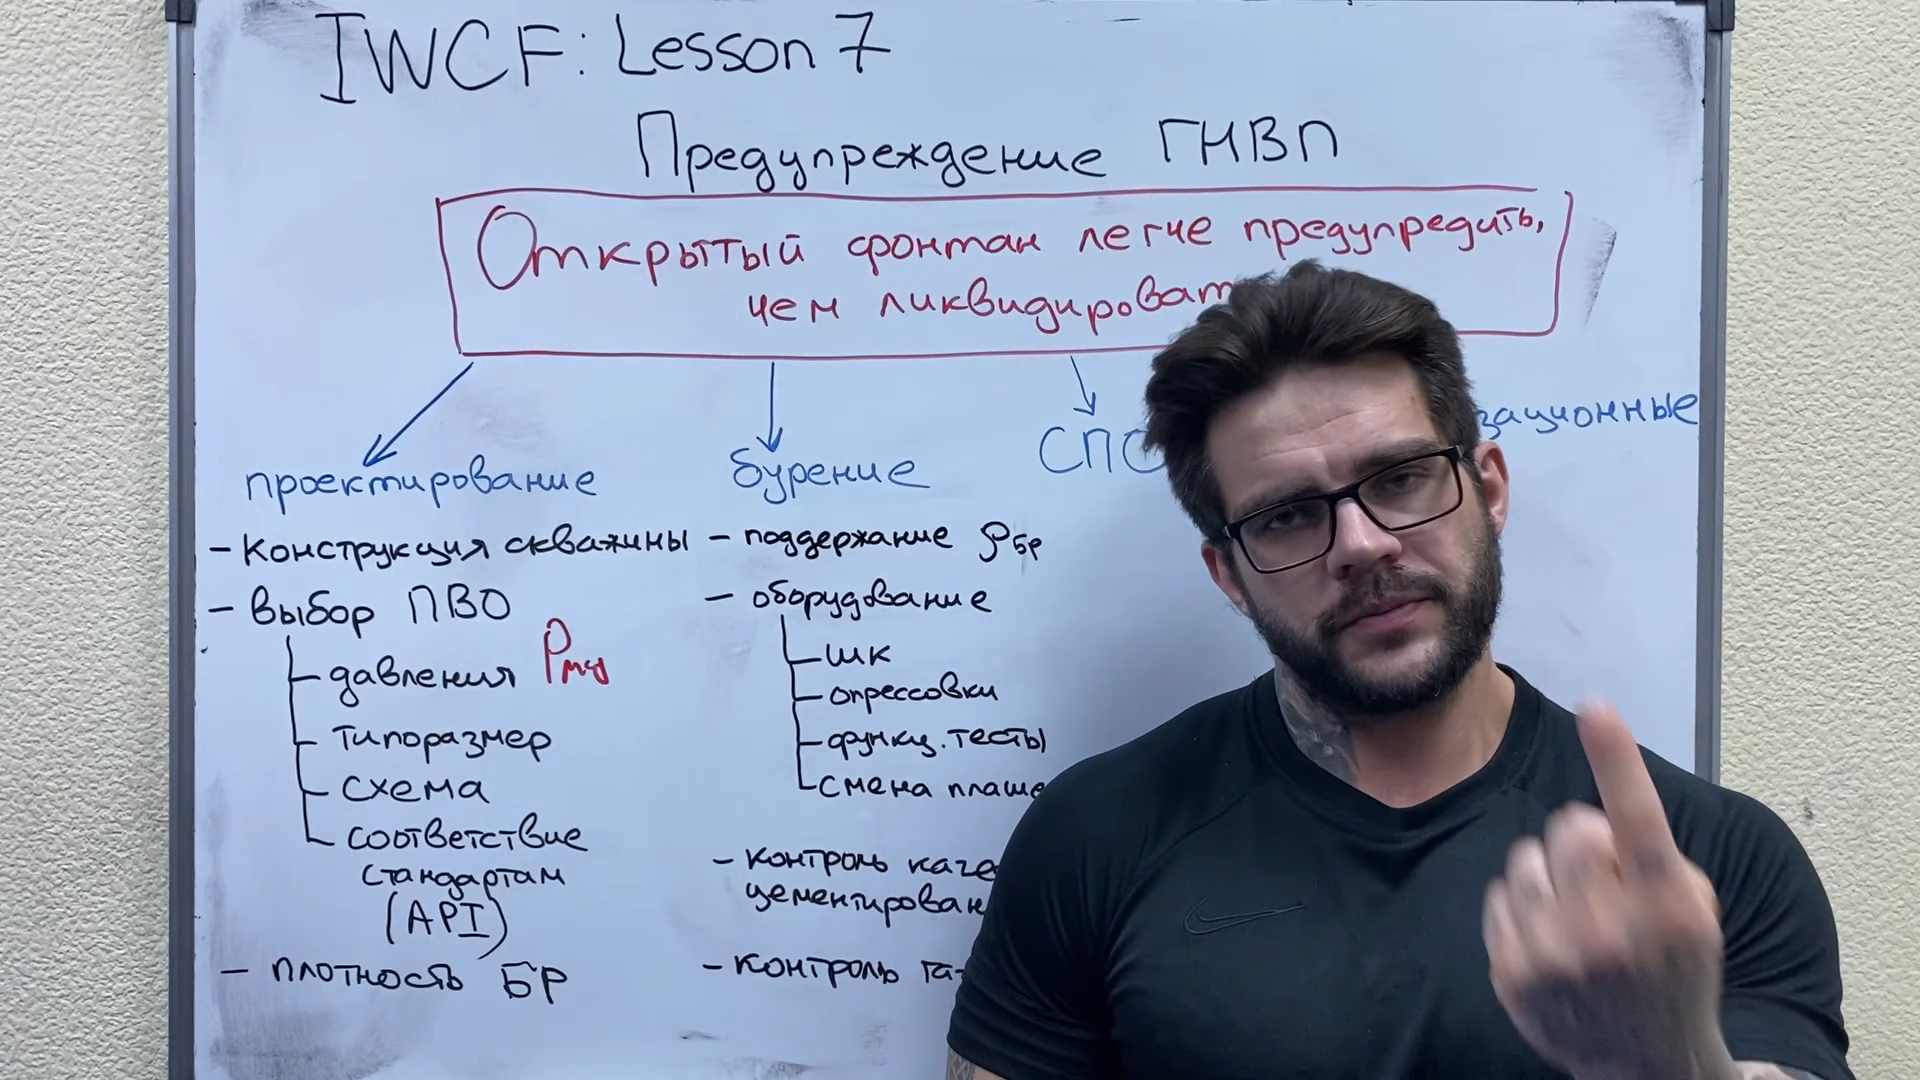 IWCF: Lesson 7
Предупреждение ГНВП
Открытый фонтан легче предупредить,
чем ликвидироват
проектирование
- конструкция скважины
- выбор ПВО
давления Pму
типоразмер
схема
соответствие
стандартам
(API)
- плотность БР
бурение
- поддержание ρбр
- оборудование
шк
опрессовки
функц. тесты
смена плаше
- контроль каче
цементирован
- контроль га
СПО
зационные